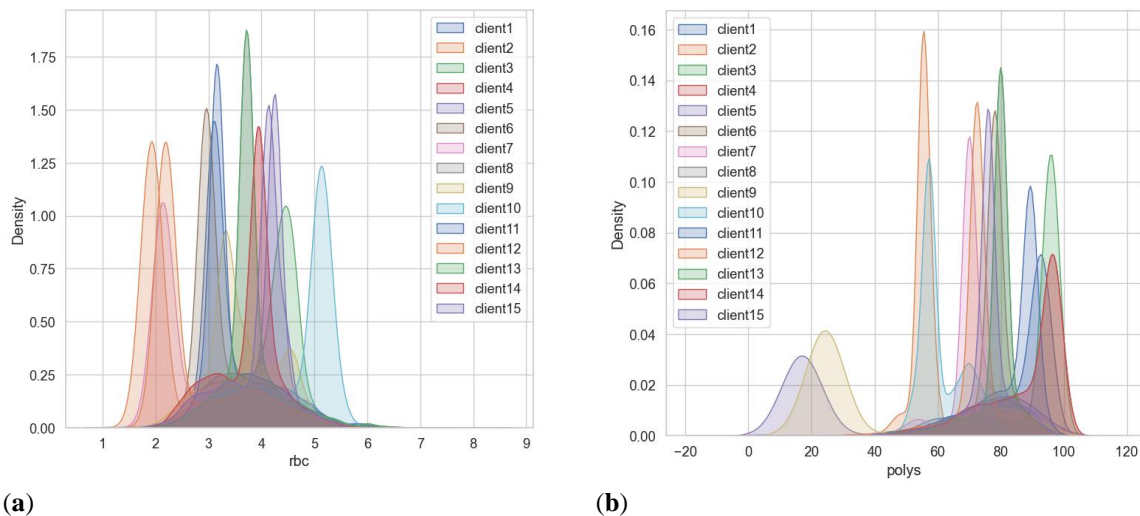 1.75
1.50
1.25
1.00
0.75
0.50
0.25
0.00
Density
1 2 3 4 5 6 7 8 9
rbc
client1
client2
client3
client4
client5
client6
client7
client8
client9
client10
client11
client12
client13
client14
client15
(a)
0.16
0.14
0.12
0.10
0.08
0.06
0.04
0.02
0.00
Density
−20 0 20 40 60 80 100 120
polys
client1
client2
client3
client4
client5
client6
client7
client8
client9
client10
client11
client12
client13
client14
client15
(b)